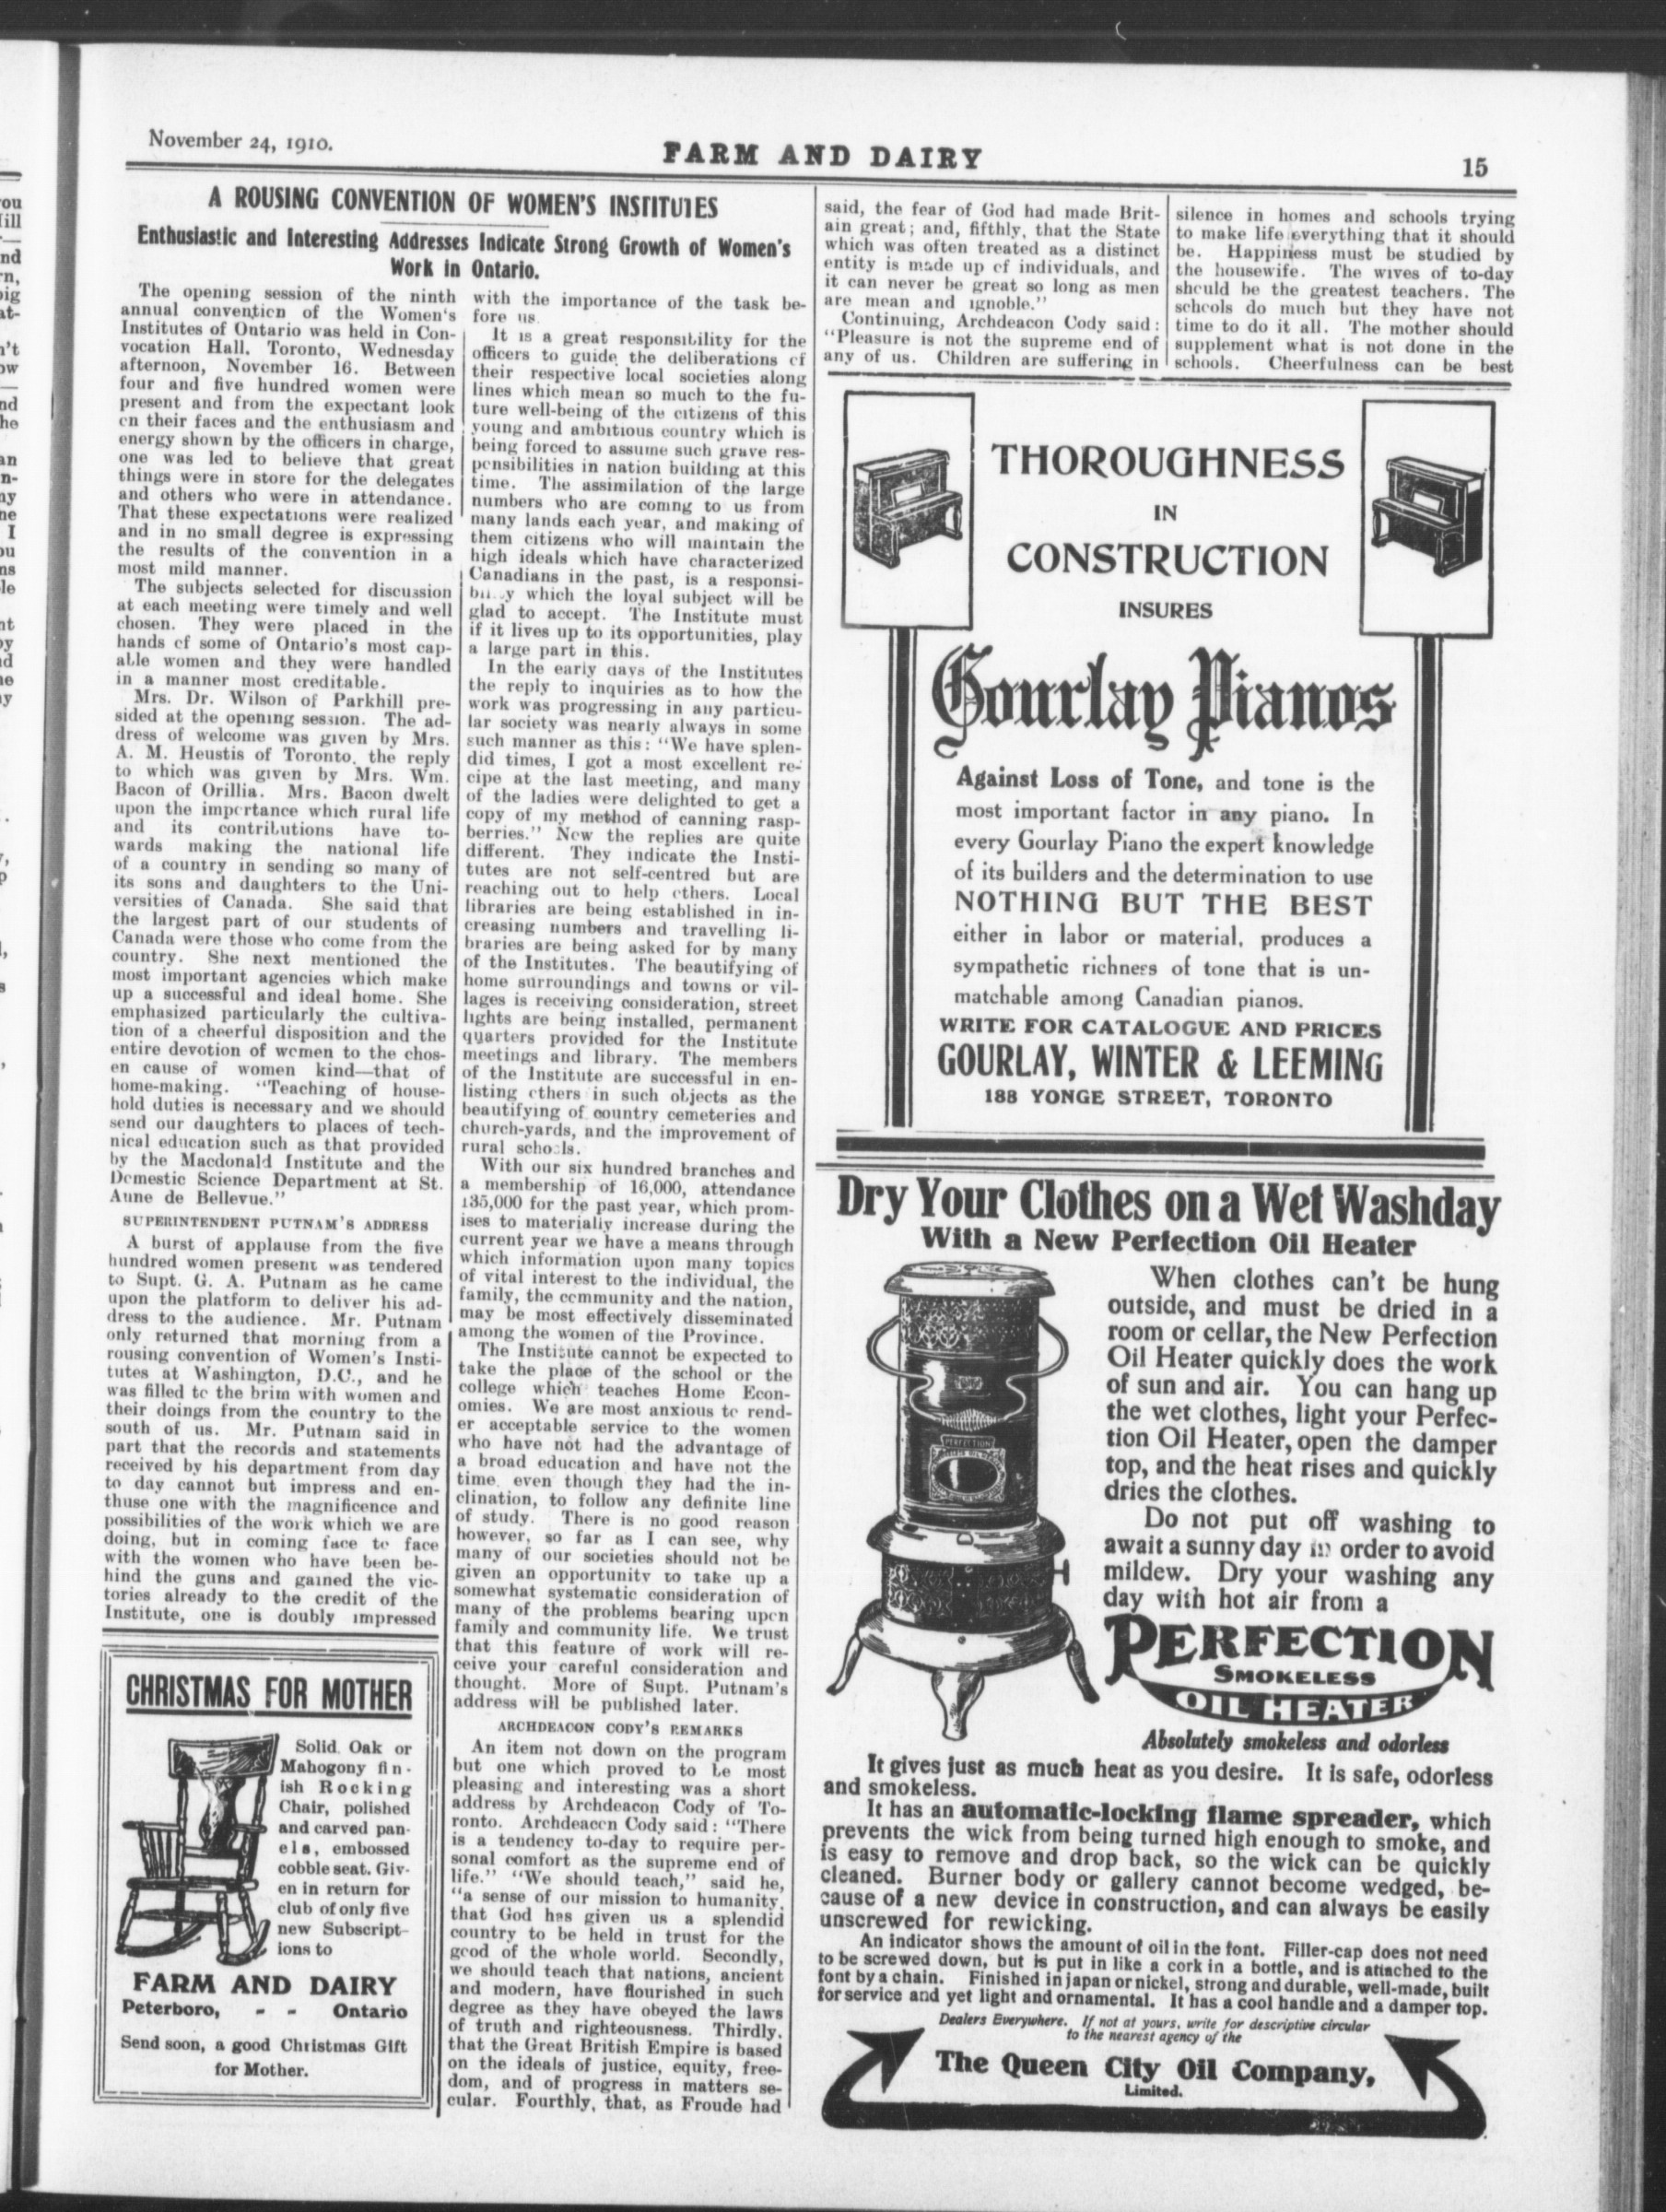 November 24, 1910.
FARM AND DAIRY
15
A ROUSING CONVENTION OF WOMEN'S INSTITUTES
Enthusiastic and Interesting Addresses Indicate Strong Growth of Women's
Work in Ontario.
The opening session of the ninth
annual convention of the Women's
Institutes of Ontario was held in Con-
vocation Hall, Toronto, Wednesday
afternoon, November 16. Between
four and five hundred women were
present and from the expectant look
on their faces and the enthusiasm and
energy shown by the officers in charge,
one was led to believe that great
things were in store for the delegates
and others who were in attendance.
That these expectations were realized
and in no small degree is expressing
the results of the convention in a
most mild manner.
The subjects selected for discussion
at each meeting were timely and well
chosen. They were placed in the
hands of some of Ontario's most cap-
able women and they were handled
in a manner most creditable.
Mrs. Dr. Wilson of Parkhill pre-
sided at the opening session. The ad-
dress of welcome was given by Mrs.
A. M. Heustis of Toronto, the reply
to which was given by Mrs. Wm.
Bacon of Orillia. Mrs. Bacon dwelt
upon the importance which rural life
and its contributions have to-
wards making the national life
of a country in sending so many of
its sons and daughters to the Uni-
versities of Canada. She said that
the largest part of our students of
Canada were those who come from the
country. She next mentioned the
most important agencies which make
up a successful and ideal home. She
emphasized particularly the cultiva-
tion of a cheerful disposition and the
entire devotion of women to the chos-
en cause of women kind—that of
home-making. "Teaching of house-
hold duties is necessary and we should
send our daughters to places of tech-
nical education such as that provided
by the Macdonald Institute and the
Domestic Science Department at St.
Anne de Bellevue."
SUPERINTENDENT PUTNAM'S ADDRESS
A burst of applause from the five
hundred women present was tendered
to Supt. G. A. Putnam as he came
upon the platform to deliver his ad-
dress to the audience. Mr. Putnam
only returned that morning from a
rousing convention of Women's Insti-
tutes at Washington, D.C., and he
was filled to the brim with women and
their doings from the country to the
south of us. Mr. Putnam said in
part that the records and statements
received by his department from day
to day cannot but impress and en-
thuse one with the magnificence and
possibilities of the work which we are
doing, but in coming face to face
with the women who have been be-
hind the guns and gained the vic-
tories already to the credit of the
Institute, one is doubly impressed
with the importance of the task be-
fore us.
It is a great responsibility for the
officers to guide the deliberations of
their respective local societies along
lines which mean so much to the fu-
ture well-being of the citizens of this
young and ambitious country which is
being forced to assume such grave res-
ponsibilities in nation building at this
time. The assimilation of the large
numbers who are comng to us from
many lands each year, and making of
them citizens who will maintain the
high ideals which have characterized
Canadians in the past, is a responsi-
bility which the loyal subject will be
glad to accept. The Institute must
if it lives up to its opportunities, play
a large part in this.
In the early days of the Institutes
the reply to inquiries as to how the
work was progressing in any particu-
lar society was nearly always in some
such manner as this: "We have splen-
did times, I got a most excellent re-
cipe at the last meeting, and many
of the ladies were delighted to get a
copy of my method of canning rasp-
berries." Now the replies are quite
different. They indicate the Insti-
tutes are not self-centred but are
reaching out to help others. Local
libraries are being established in in-
creasing numbers and travelling li-
braries are being asked for by many
of the Institutes. The beautifying of
home surroundings and towns or vil-
lages is receiving consideration, street
lights are being installed, permanent
quarters provided for the Institute
meetings and library. The members
of the Institute are successful in en-
listing others in such objects as the
beautifying of country cemeteries and
church-yards, and the improvement of
rural schools.
With our six hundred branches and
a membership of 16,000, attendance
135,000 for the past year, which prom-
ises to materially increase during the
current year we have a means through
which information upon many topics
of vital interest to the individual, the
family, the community and the nation,
may be most effectively disseminated
among the women of the Province.
The Institute cannot be expected to
take the place of the school or the
college which teaches Home Econ-
omies. We are most anxious to rend-
er acceptable service to the women
who have not had the advantage of
a broad education and have not the
time even though they had the in-
clination, to follow any definite line
of study. There is no good reason
however, so far as I can see, why
many of our societies should not be
given an opportunity to take up a
somewhat systematic consideration of
many of the problems bearing upon
family and community life. We trust
that this feature of work will re-
ceive your careful consideration and
thought. More of Supt. Putnam's
address will be published later.
ARCHDEACON CODY'S REMARKS
An item not down on the program
but one which proved to be most
pleasing and interesting was a short
address by Archdeacon Cody of To-
ronto. Archdeacon Cody said: "There
is a tendency to-day to require per-
sonal comfort as the supreme end of
life." "We should teach," said he,
"a sense of our mission to humanity,
that God has given us a splendid
country to be held in trust for the
good of the whole world. Secondly,
we should teach that nations, ancient
and modern, have flourished in such
degree as they have obeyed the laws
of truth and righteousness. Thirdly,
that the Great British Empire is based
on the ideals of justice, equity, free-
dom, and of progress in matters se-
cular. Fourthly, that, as Froude had
said, the fear of God had made Brit-
ain great; and, fifthly, that the State
which was often treated as a distinct
entity is made up of individuals, and
it can never be great so long as men
are mean and ignoble."
Continuing, Archdeacon Cody said:
"Pleasure is not the supreme end of
any of us. Children are suffering in
silence in homes and schools trying
to make life everything that it should
be. Happiness must be studied by
the housewife. The wives of to-day
should be the greatest teachers. The
schools do much but they have not
time to do it all. The mother should
supplement what is not done in the
schools. Cheerfulness can be best
CHRISTMAS FOR MOTHER
Solid Oak or
Mahogony fin-
ish Rocking
Chair, polished
and carved pan-
els, embossed
cobble seat. Giv-
en in return for
club of only five
new Subscript-
ions to
FARM AND DAIRY
Peterboro, - - Ontario
Send soon, a good Christmas Gift
for Mother.
THOROUGHNESS
IN
CONSTRUCTION
INSURES
Gourlay Pianos
Against Loss of Tone, and tone is the
most important factor in any piano. In
every Gourlay Piano the expert knowledge
of its builders and the determination to use
NOTHING BUT THE BEST
either in labor or material, produces a
sympathetic richness of tone that is un-
matchable among Canadian pianos.
WRITE FOR CATALOGUE AND PRICES
GOURLAY, WINTER & LEEMING
188 YONGE STREET, TORONTO
Dry Your Clothes on a Wet Washday
With a New Perfection Oil Heater
When clothes can't be hung
outside, and must be dried in a
room or cellar, the New Perfection
Oil Heater quickly does the work
of sun and air. You can hang up
the wet clothes, light your Perfec-
tion Oil Heater, open the damper
top, and the heat rises and quickly
dries the clothes.
Do not put off washing to
await a sunny day in order to avoid
mildew. Dry your washing any
day with hot air from a
PERFECTION
PERFECTION
SMOKELESS
OIL HEATER
Absolutely smokeless and odorless
It gives just as much heat as you desire. It is safe, odorless
and smokeless.
It has an automatic-locking flame spreader, which
prevents the wick from being turned high enough to smoke, and
is easy to remove and drop back, so the wick can be quickly
cleaned. Burner body or gallery cannot become wedged, be-
cause of a new device in construction, and can always be easily
unscrewed for rewicking.
An indicator shows the amount of oil in the font. Filler-cap does not need
to be screwed down, but is put in like a cork in a bottle, and is attached to the
font by a chain. Finished in japan or nickel, strong and durable, well-made, built
for service and yet light and ornamental. It has a cool handle and a damper top.
Dealers Everywhere. If not at yours, write for descriptive circular
to the nearest agency of the
The Queen City Oil Company,
Limited.